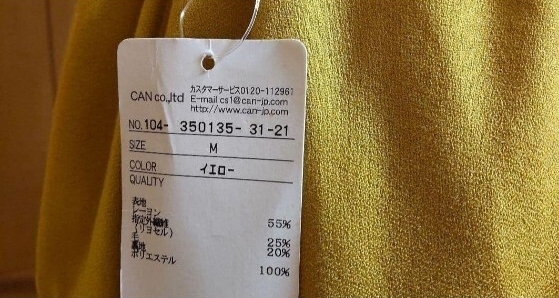 CAN co.,ltd
カスタマーサービス0120-112961
E-mail cs1@can-jp.com
http://www.can-jp.com
NO. 104- 350135- 31-21
SIZE M
COLOR イエロー
QUALITY
表地
レーヨン 55%
指定外繊維
(リヨセル) 25%
毛 20%
裏地
ポリエステル 100%